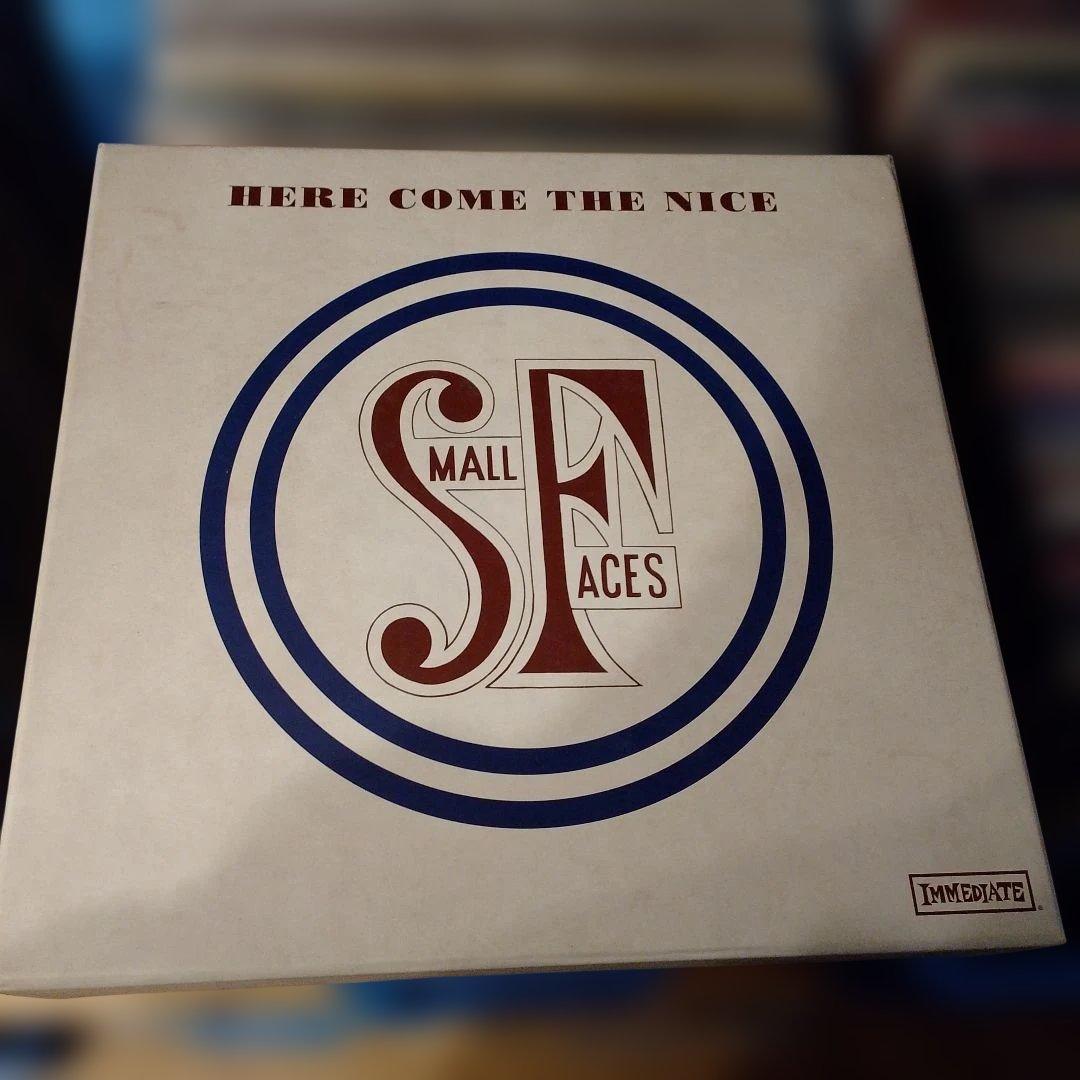 HERE COME THE NICE
SMALL
FACES
IMMEDIATE